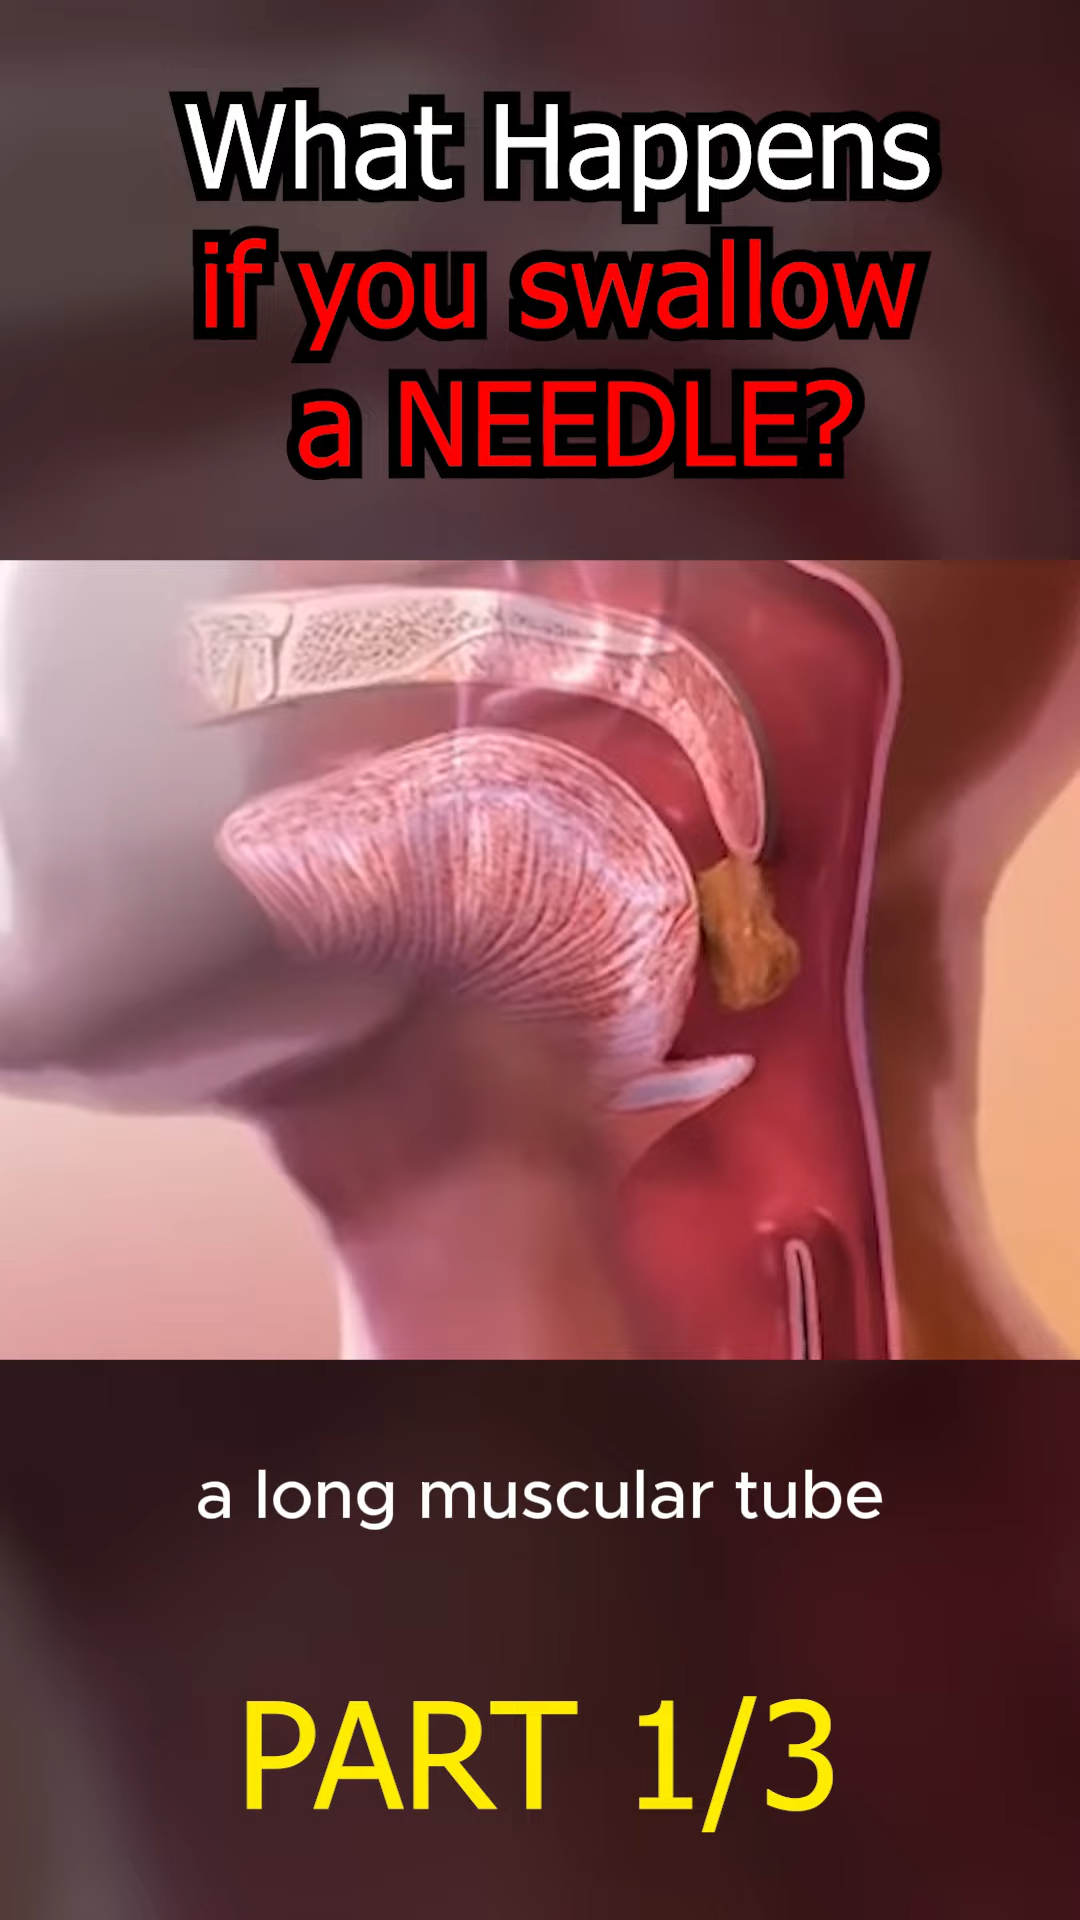 What Happens
if you swallow
a NEEDLE?
a long muscular tube
PART 1/3